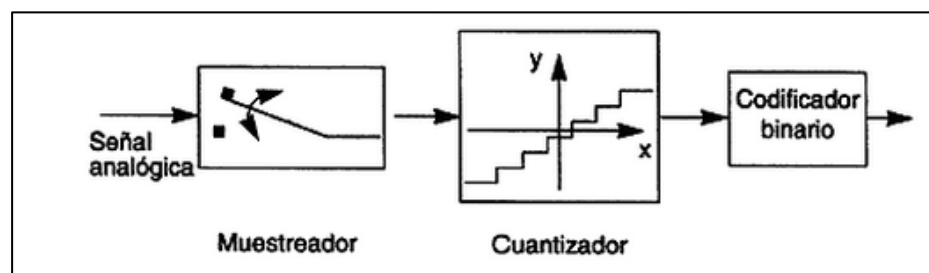 Señal
analógica
Muestreador
y
x
Cuantizador
Codificador
binario